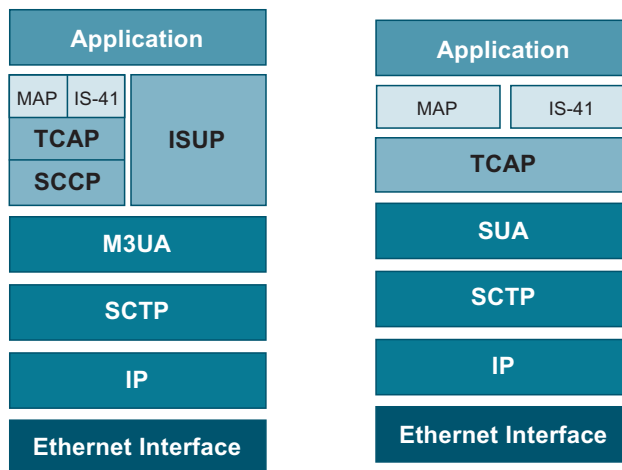 Application
MAP IS-41
TCAP
SCCP
ISUP
M3UA
SCTP
IP
Ethernet Interface
Application
MAP IS-41
TCAP
SUA
SCTP
IP
Ethernet Interface